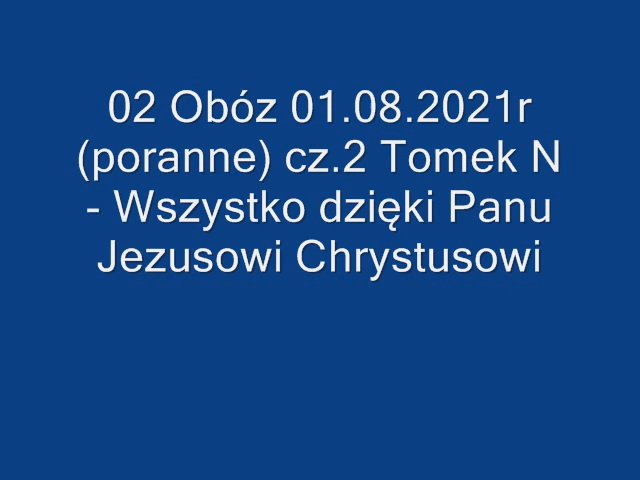 02 Obóz 01.08.2021r
(poranne) cz.2 Tomek N
- Wszystko dzięki Panu
Jezusowi Chrystusowi